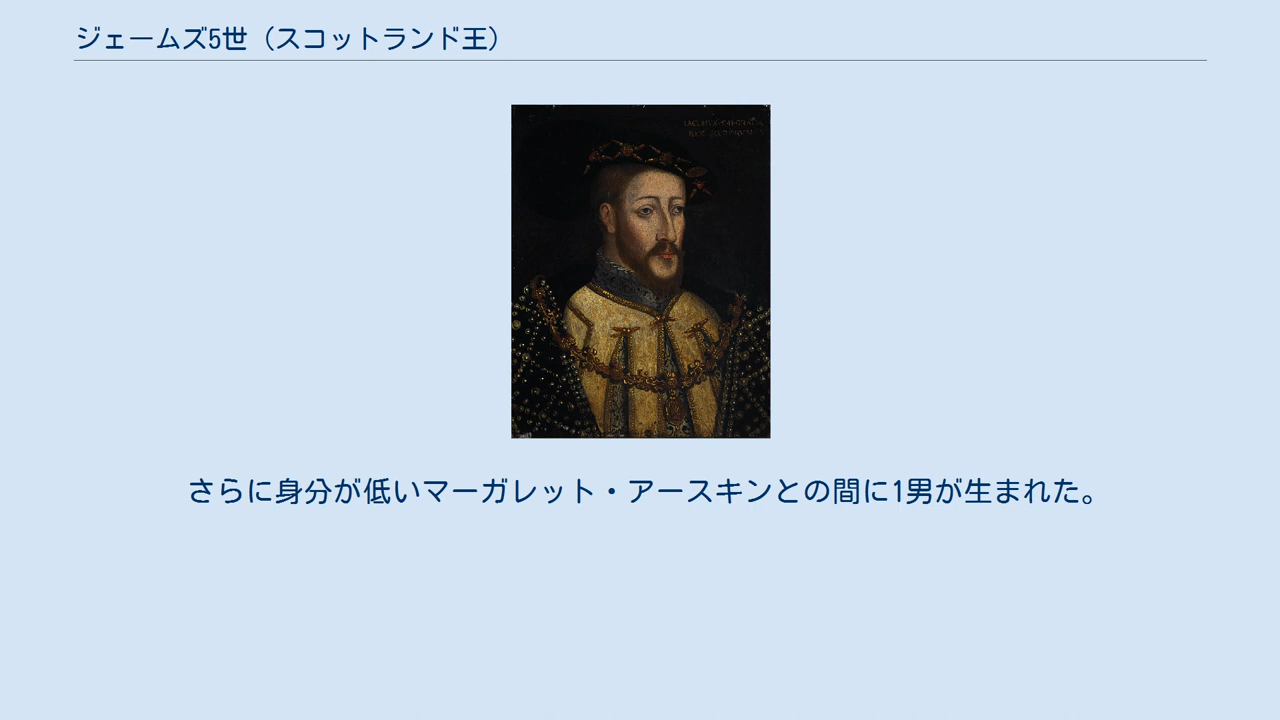 ジェームズ5世（スコットランド王）
さらに身分が低いマーガレット・アースキンとの間に1男が生まれた。